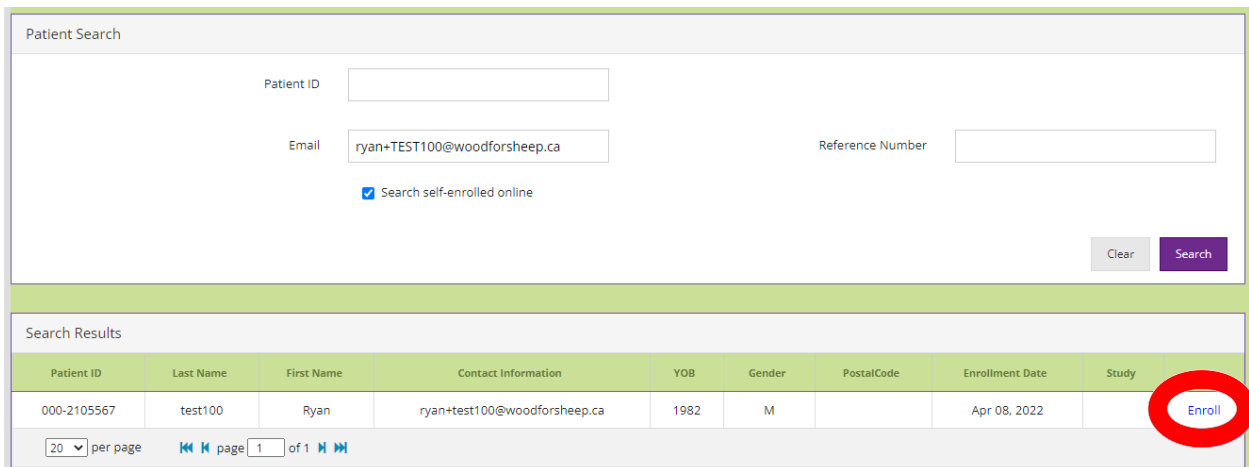 Patient Search
Patient ID
Email ryan+TEST100@woodforsheep.ca Reference Number
Search self-enrolled online
Clear Search
Search Results
Patient ID Last Name First Name Contact Information YOB Gender PostalCode Enrollment Date Study
000-2105567 test100 Ryan ryan+test100@woodforsheep.ca 1982 M Apr 08, 2022 Enroll
20 per page page 1 of 1